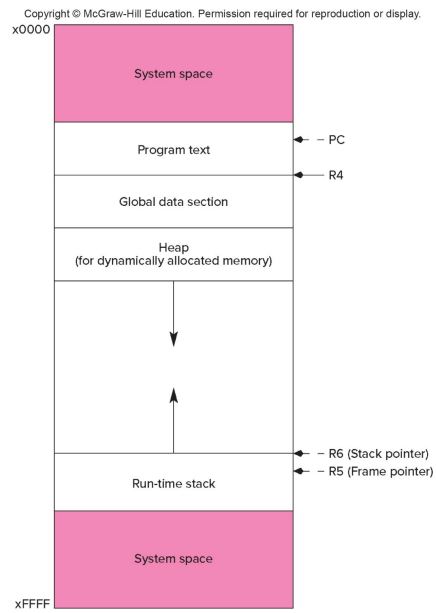 Copyright © McGraw-Hill Education. Permission required for reproduction or display.
x0000
System space
PC
Program text
R4
Global data section
Heap
(for dynamically allocated memory)
R6 (Stack pointer)
R5 (Frame pointer)
Run-time stack
System space
xFFFF